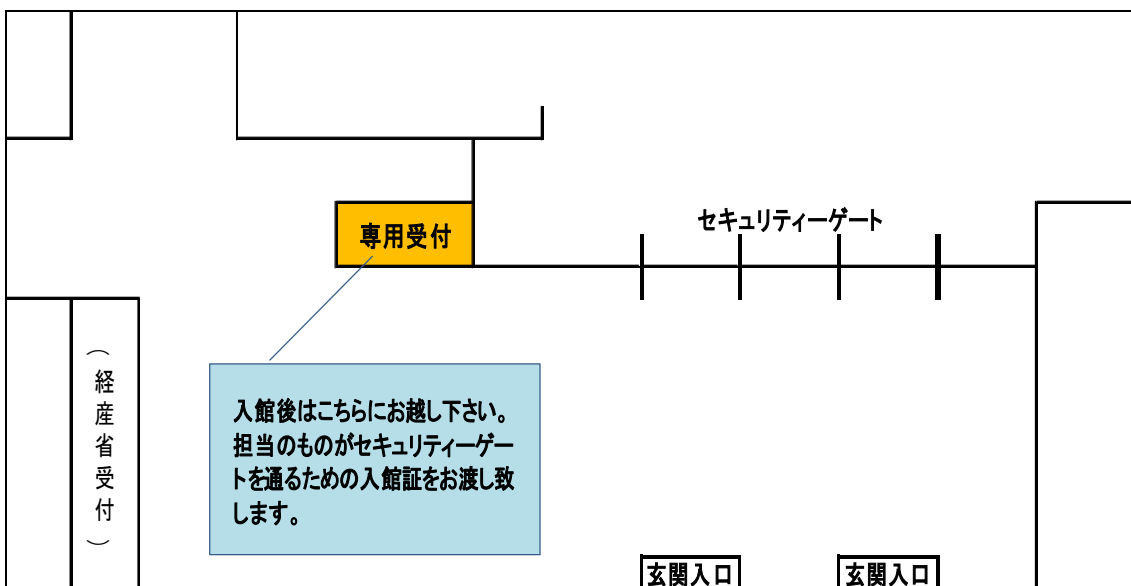 セキュリティーゲート
専用受付
（経産省受付）
入館後はこちらにお越し下さい。
担当のものがセキュリティーゲー
トを通るための入館証をお渡し致
します。
玄関入口
玄関入口